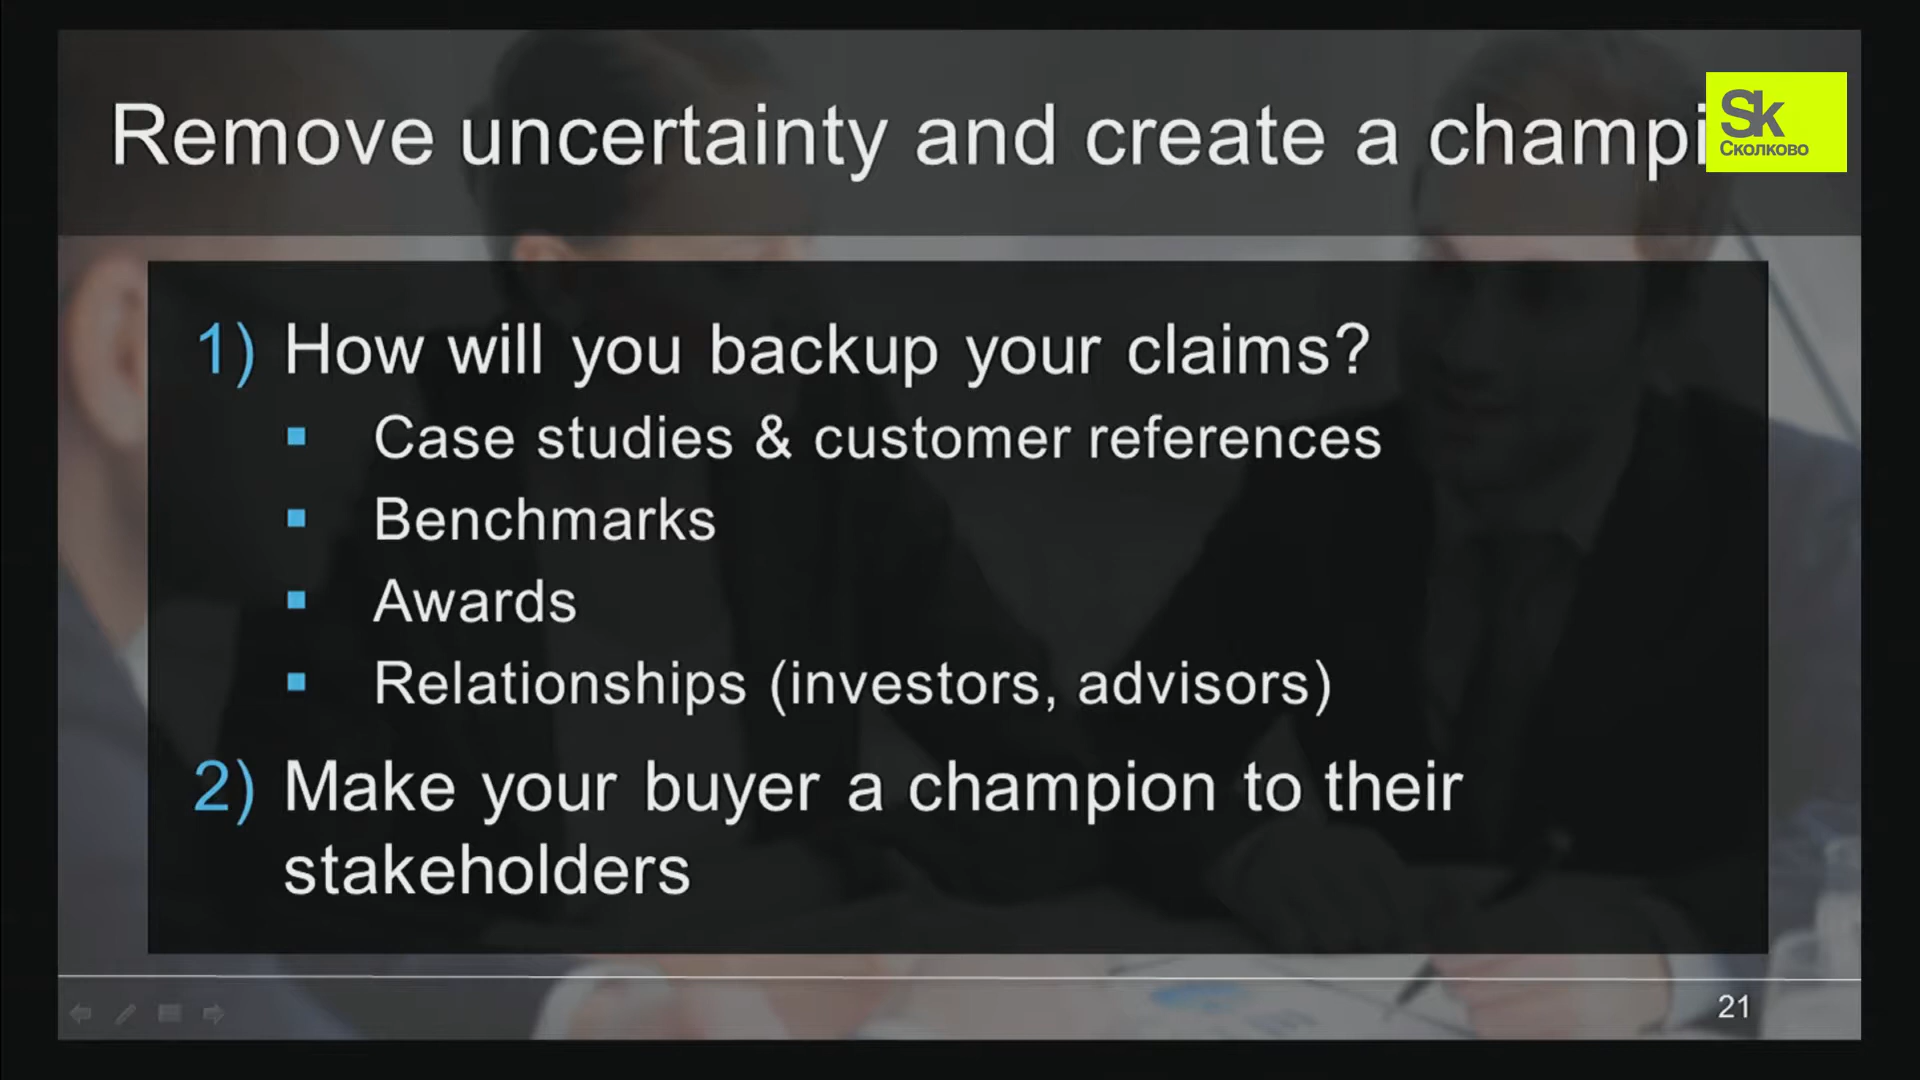 Remove uncertainty and create a champi
Sk
Сколково
1) How will you backup your claims?
▪ Case studies & customer references
▪ Benchmarks
▪ Awards
▪ Relationships (investors, advisors)
2) Make your buyer a champion to their
stakeholders
21